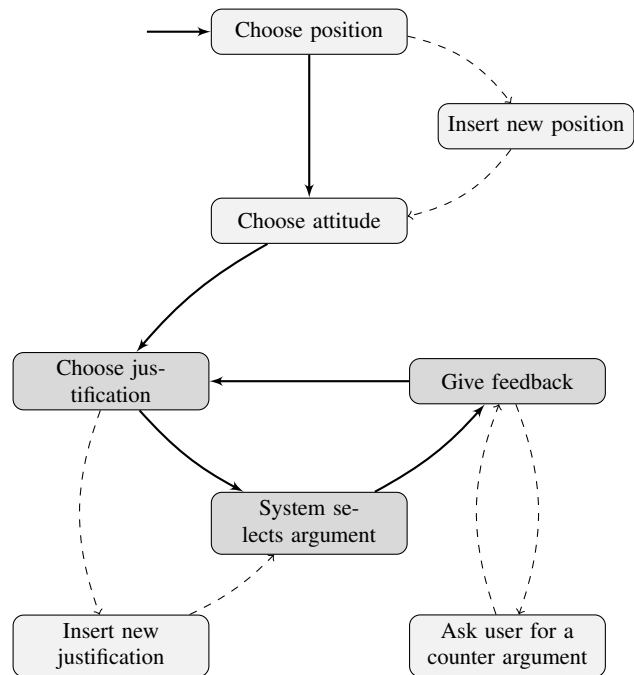 Choose position
Insert new position
Choose attitude
Choose jus-
tification
Give feedback
System se-
lects argument
Insert new
justification
Ask user for a
counter argument